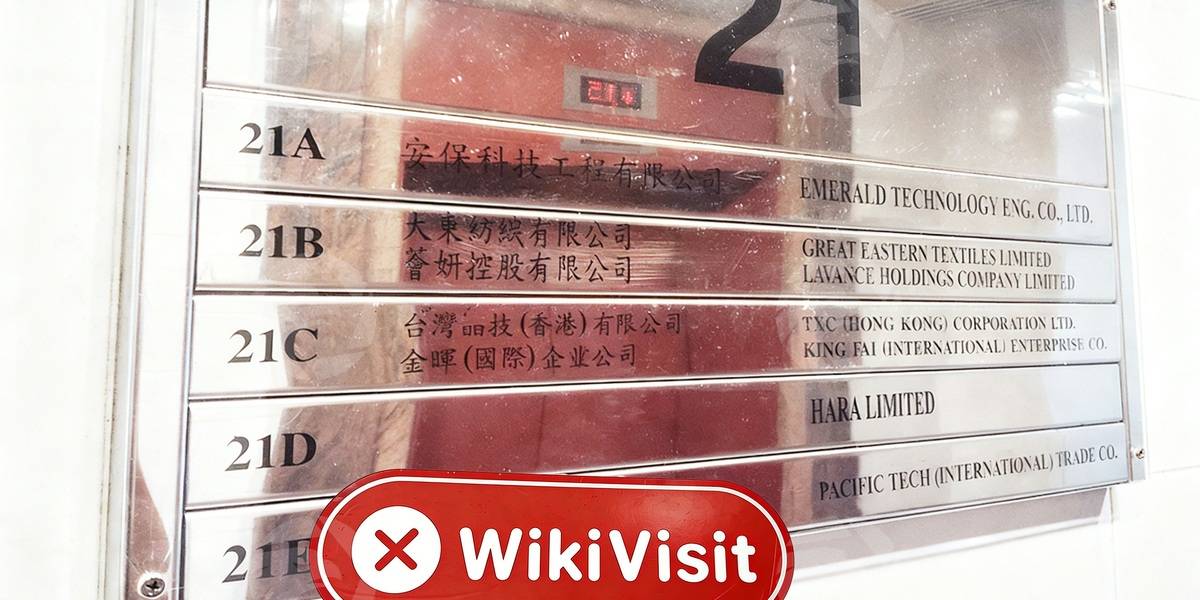 21
21
21A 安保科技工程有限公司 EMERALD TECHNOLOGY ENG. CO., LTD.
21B 大東紡織有限公司 GREAT EASTERN TEXTILES LIMITED
薈妍控股有限公司 LAVANCE HOLDINGS COMPANY LIMITED
21C 台灣晶技(香港)有限公司 TXC (HONG KONG) CORPORATION LTD.
金暉(國際)企业公司 KING FAI (INTERNATIONAL) ENTERPRISE CO.
21D HARA LIMITED
21E PACIFIC TECH (INTERNATIONAL) TRADE CO.
WikiVisit